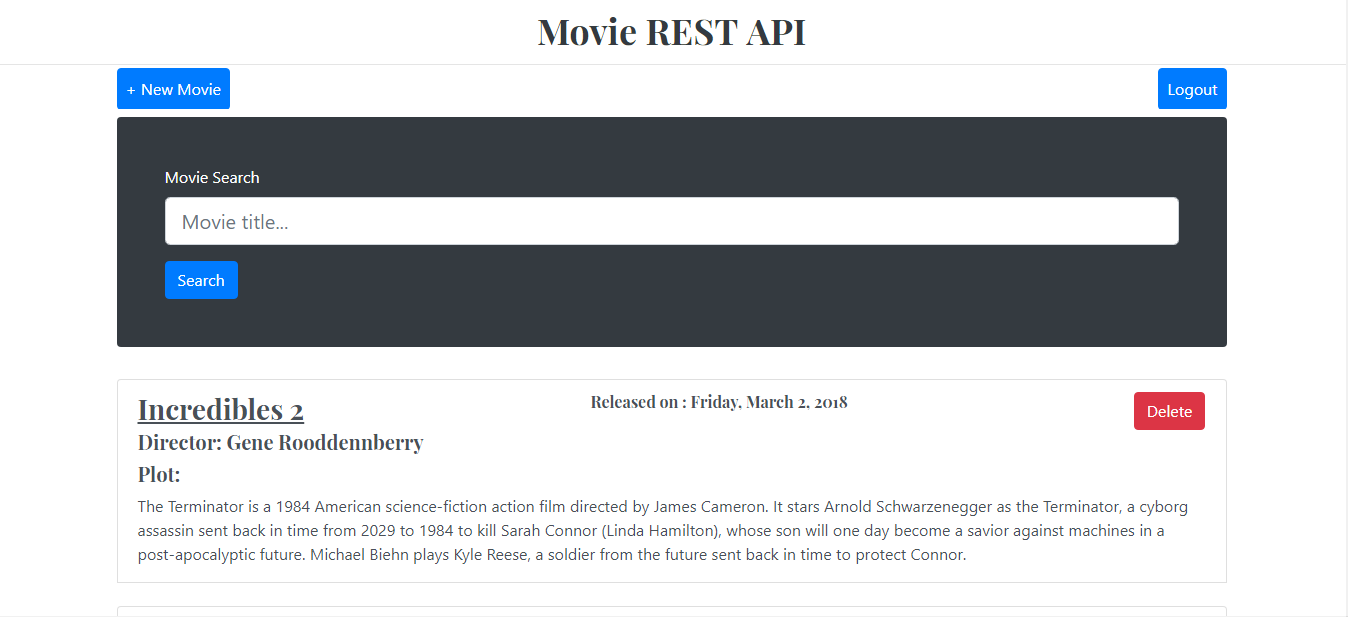 Movie REST API
+ New Movie
Logout
Movie Search
Movie title...
Search
Incredibles 2
Released on : Friday, March 2, 2018
Delete
Director: Gene Rooddennberry
Plot:
The Terminator is a 1984 American science-fiction action film directed by James Cameron. It stars Arnold Schwarzenegger as the Terminator, a cyborg
assassin sent back in time from 2029 to 1984 to kill Sarah Connor (Linda Hamilton), whose son will one day become a savior against machines in a
post-apocalyptic future. Michael Biehn plays Kyle Reese, a soldier from the future sent back in time to protect Connor.